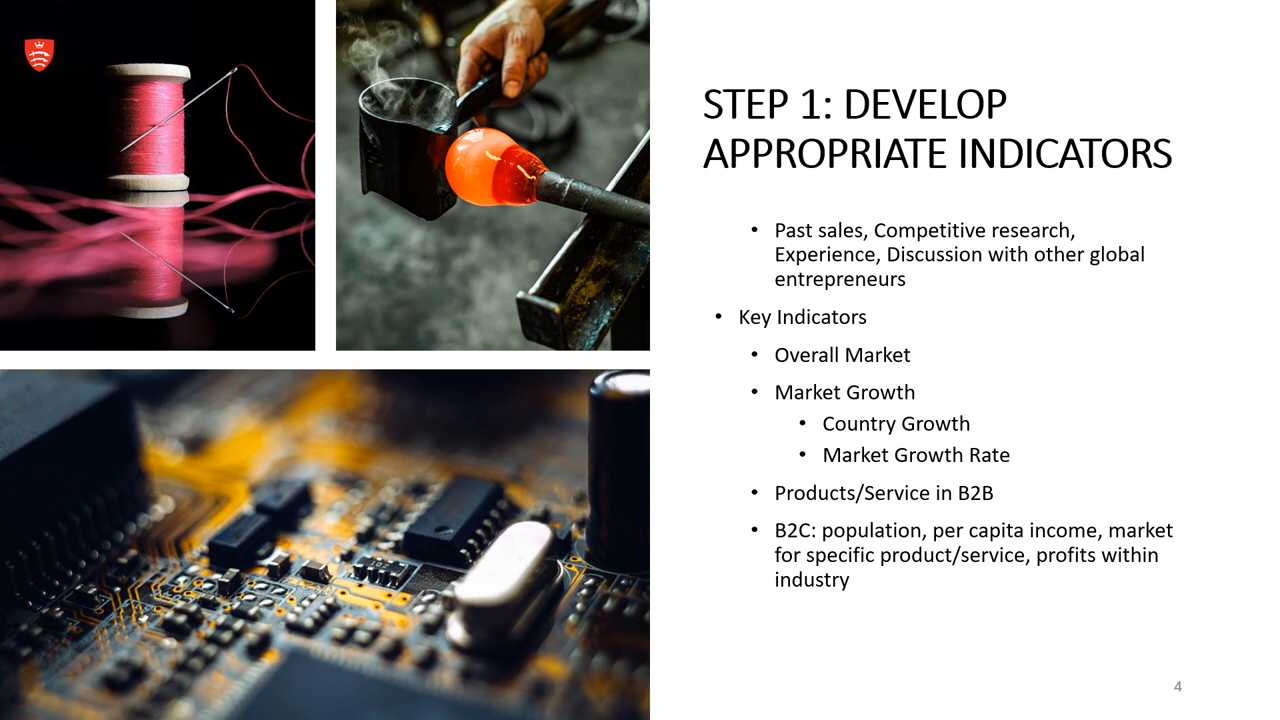 STEP 1: DEVELOP
APPROPRIATE INDICATORS
• Past sales, Competitive research,
Experience, Discussion with other global
entrepreneurs
• Key Indicators
• Overall Market
• Market Growth
• Country Growth
• Market Growth Rate
• Products/Service in B2B
• B2C: population, per capita income, market
for specific product/service, profits within
industry
4